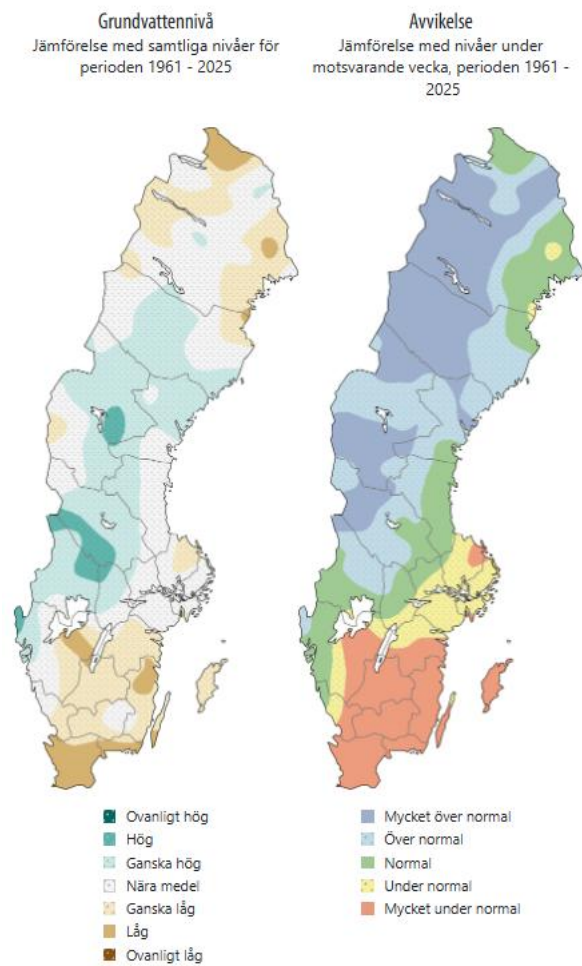 Grundvattennivå
Jämförelse med samtliga nivåer för
perioden 1961 - 2025
Avvikelse
Jämförelse med nivåer under
motsvarande vecka, perioden 1961 -
2025
Ovanligt hög
Hög
Ganska hög
Nära medel
Ganska låg
Låg
Ovanligt låg
Mycket över normal
Över normal
Normal
Under normal
Mycket under normal